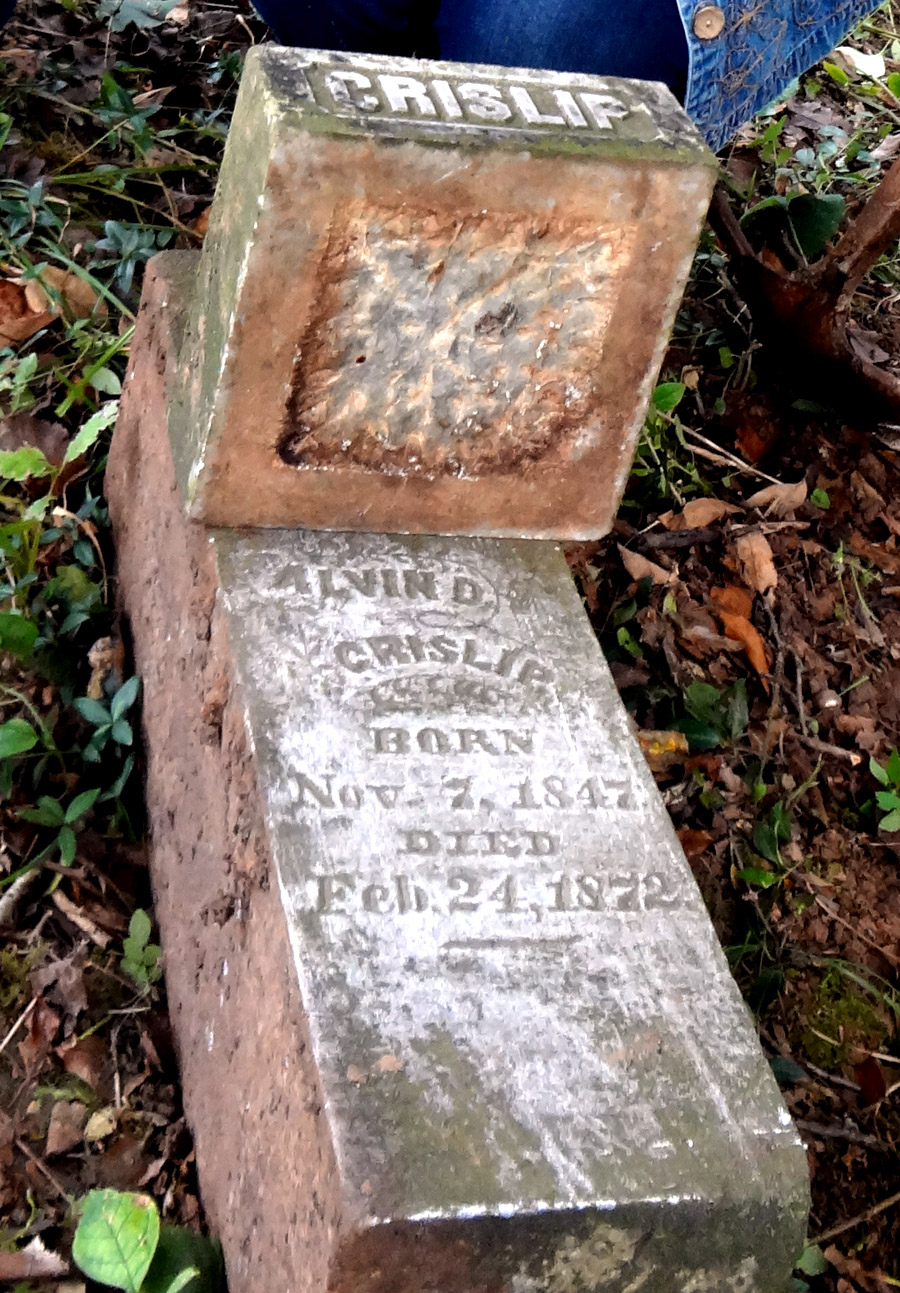 CRISLIP
ALVIN D.
CRISLIP
BORN
Nov. 7, 1847
DIED
Feb. 24, 1872